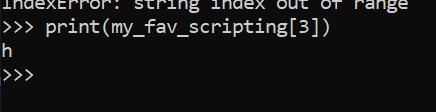 IndexError: string index out of range
>>> print(my_fav_scripting[3])
h
>>>